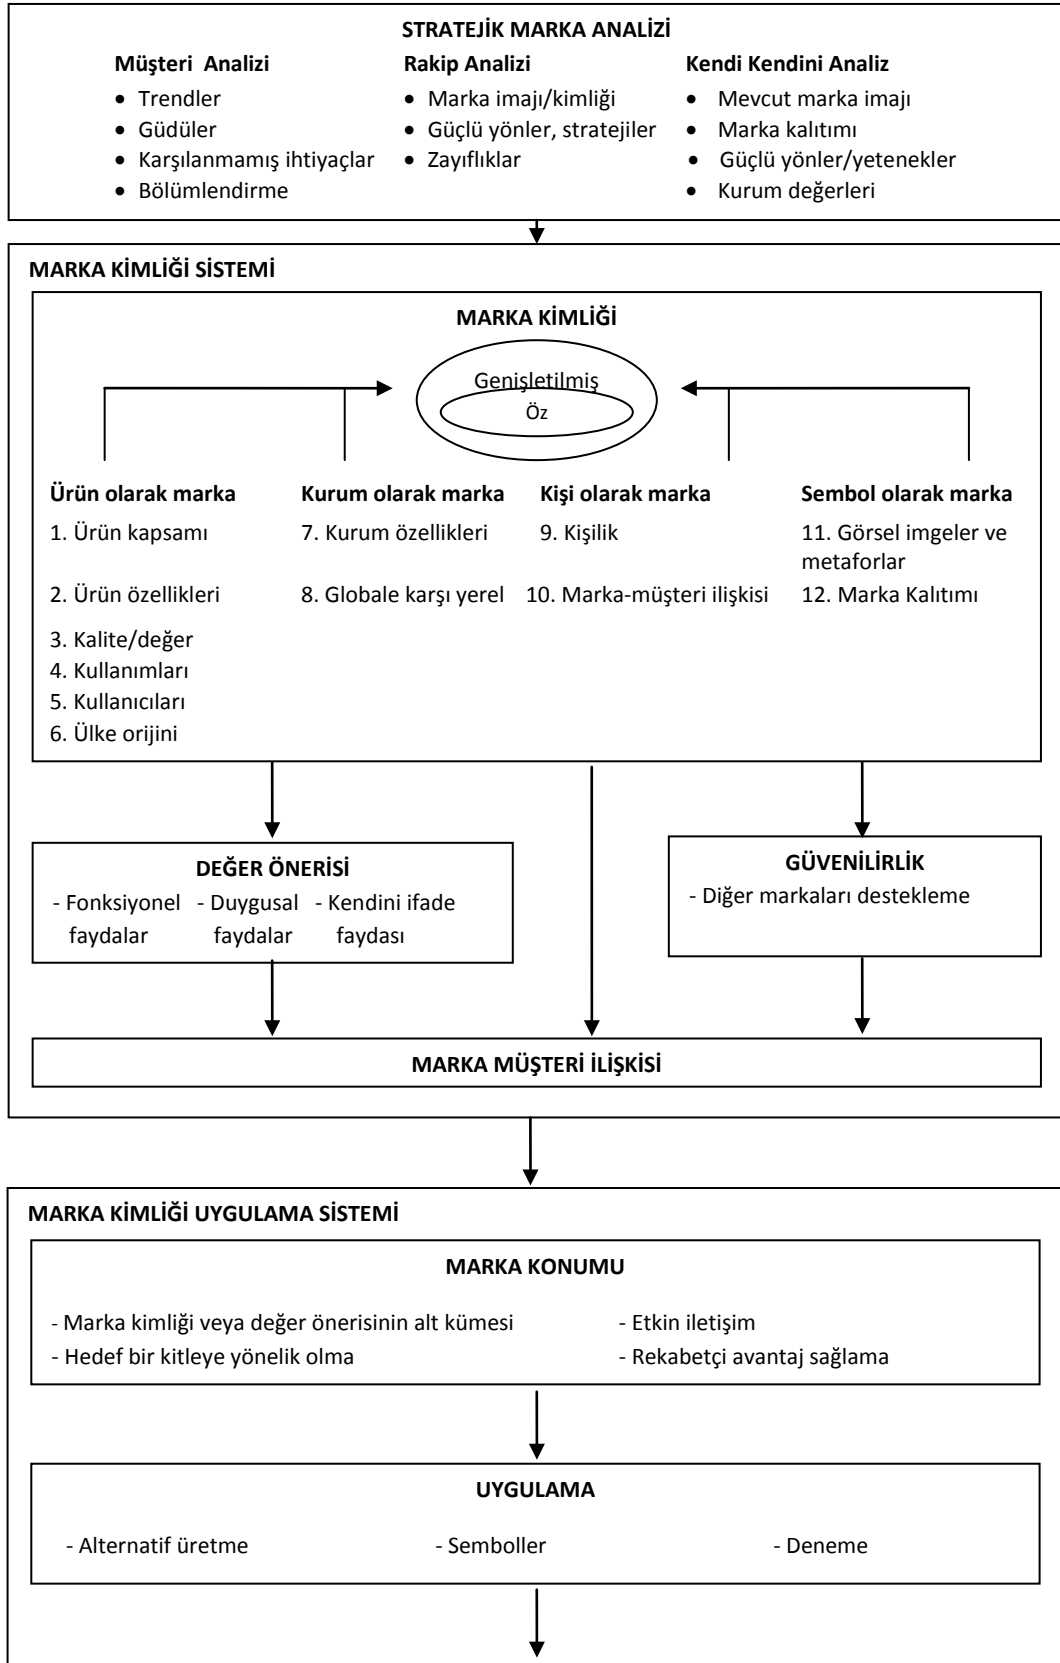 STRATEJİK MARKA ANALİZİ
Müşteri Analizi
• Trendler
• Güdüler
• Karşılanmamış ihtiyaçlar
• Bölümlendirme
Rakip Analizi
• Marka imajı/kimliği
• Güçlü yönler, stratejiler
• Zayıflıklar
Kendi Kendini Analiz
• Mevcut marka imajı
• Marka kalıtımı
• Güçlü yönler/yetenekler
• Kurum değerleri
MARKA KİMLİĞİ SİSTEMİ
MARKA KİMLİĞİ
Genişletilmiş
Öz
Ürün olarak marka
1. Ürün kapsamı
2. Ürün özellikleri
3. Kalite/değer
4. Kullanımları
5. Kullanıcıları
6. Ülke orijini
Kurum olarak marka
7. Kurum özellikleri
8. Globale karşı yerel
Kişi olarak marka
9. Kişilik
10. Marka-müşteri ilişkisi
Sembol olarak marka
11. Görsel imgeler ve
metaforlar
12. Marka Kalıtımı
DEĞER ÖNERİSİ
- Fonksiyonel
faydalar
- Duygusal
faydalar
- Kendini ifade
faydası
GÜVENİLİRLİK
- Diğer markaları destekleme
MARKA MÜŞTERİ İLİŞKİSİ
MARKA KİMLİĞİ UYGULAMA SİSTEMİ
MARKA KONUMU
- Marka kimliği veya değer önerisinin alt kümesi
- Hedef bir kitleye yönelik olma
- Etkin iletişim
- Rekabetçi avantaj sağlama
UYGULAMA
- Alternatif üretme
- Semboller
- Deneme